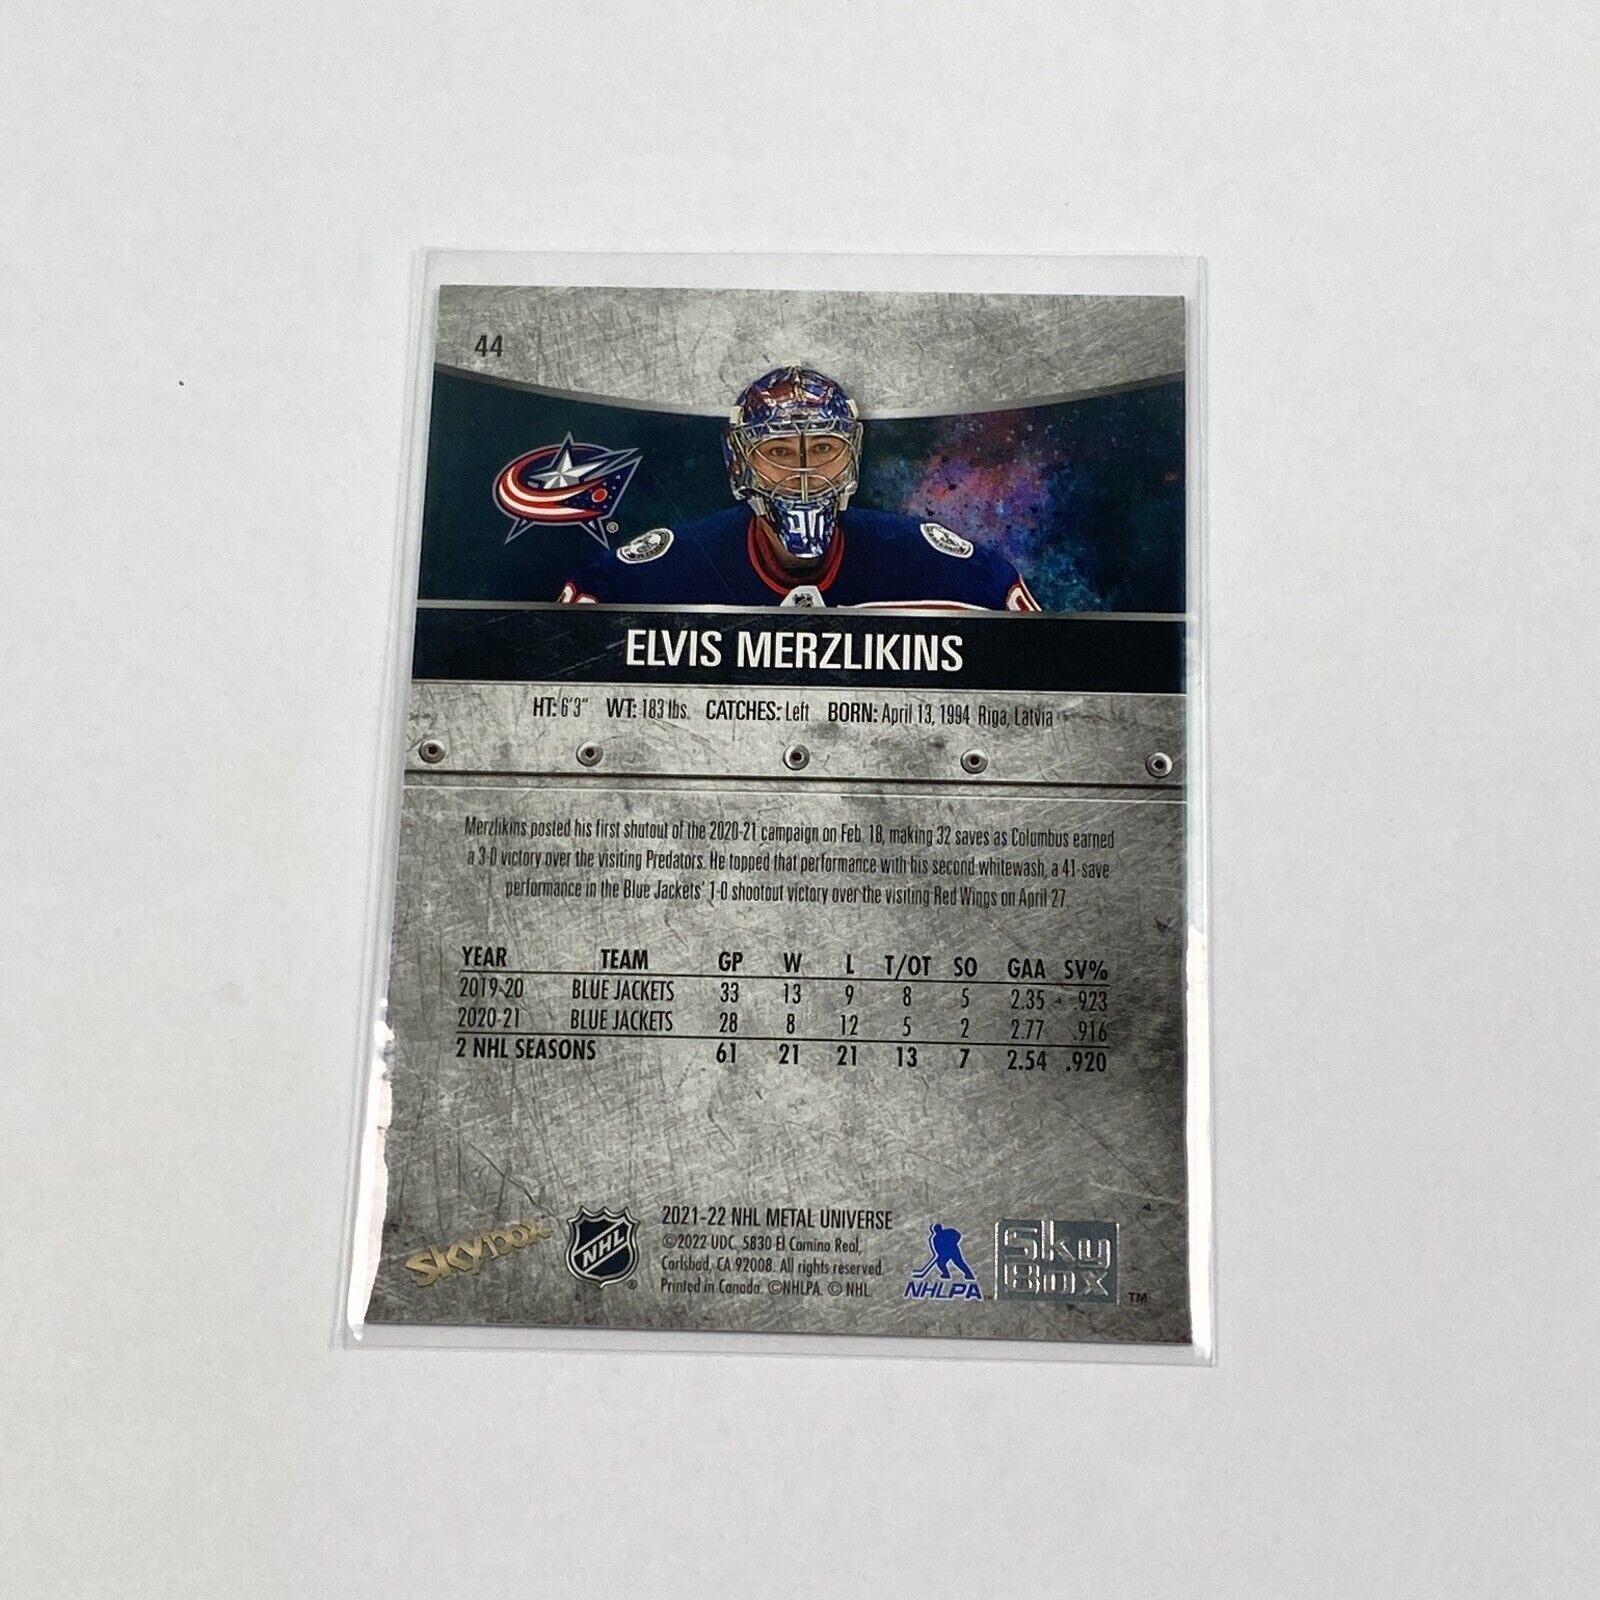 44
®
ELVIS MERZLIKINS
HT: 6'3" WT: 183 lbs. CATCHES: Left BORN: April 13, 1994 Riga, Latvia
Merzlikins posted his first shutout of the 2020-21 campaign on Feb. 18, making 32 saves as Columbus earned
a 3-0 victory over the visiting Predators. He topped that performance with his second whitewash, a 41-save
performance in the Blue Jackets' 1-0 shootout victory over the visiting Red Wings on April 27.
YEAR TEAM GP W L T/OT SO GAA SV%
2019-20 BLUE JACKETS 33 13 9 8 5 2.35 .923
2020-21 BLUE JACKETS 28 8 12 5 2 2.77 .916
2 NHL SEASONS 61 21 21 13 7 2.54 .920
skybox
NHL
®
2021-22 NHL METAL UNIVERSE
©2022 UDC, 5830 El Camino Real,
Carlsbad, CA 92008. All rights reserved.
Printed in Canada. ©NHLPA. © NHL
NHLPA™
Sky
Box ™